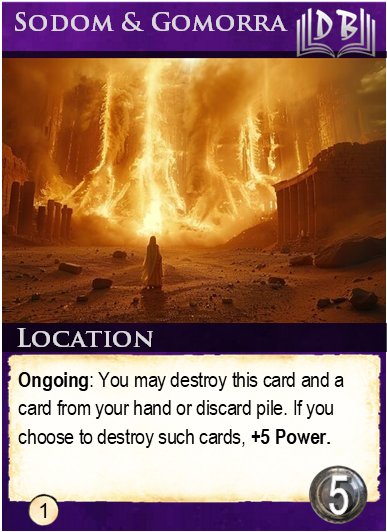 SODOM & GOMORRA
DB
LOCATION
Ongoing: You may destroy this card and a
card from your hand or discard pile. If you
choose to destroy such cards, +5 Power.
1
5